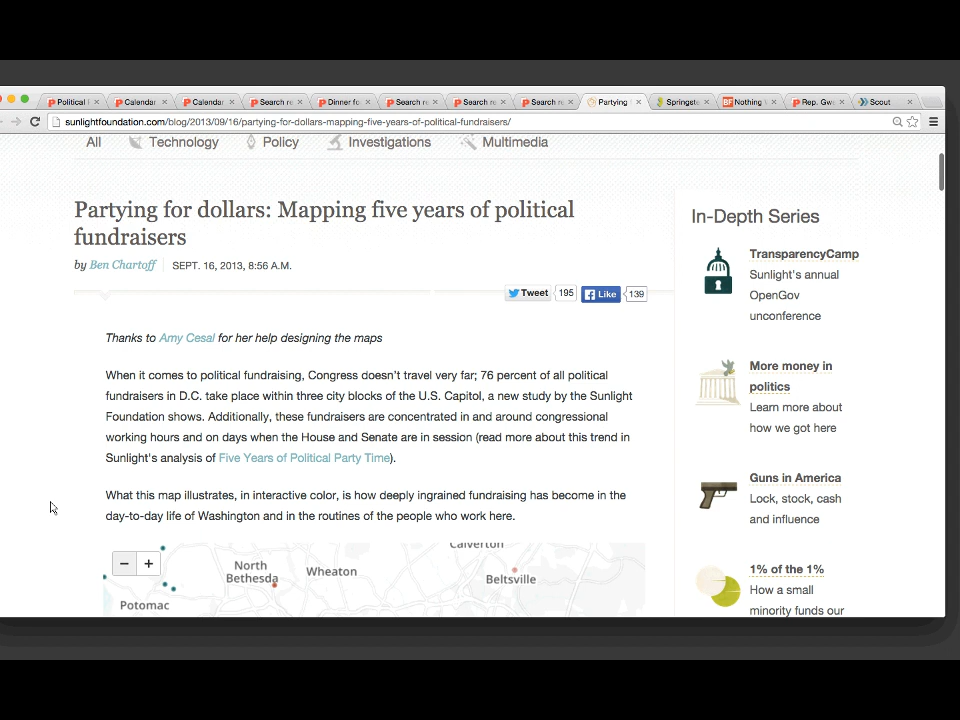 Political
Calendar
Calendar
Search re
Dinner fo
Search re
Search re
Search re
Partying
Springste
Nothing
Rep. Gwe
Scout
sunlightfoundation.com/blog/2013/09/16/partying-for-dollars-mapping-five-years-of-political-fundraisers/
All Technology Policy Investigations Multimedia
Partying for dollars: Mapping five years of political
fundraisers
by Ben Chartoff SEPT. 16, 2013, 8:56 A.M.
Tweet 195 Like 139
Thanks to Amy Cesal for her help designing the maps
When it comes to political fundraising, Congress doesn't travel very far; 76 percent of all political
fundraisers in D.C. take place within three city blocks of the U.S. Capitol, a new study by the Sunlight
Foundation shows. Additionally, these fundraisers are concentrated in and around congressional
working hours and on days when the House and Senate are in session (read more about this trend in
Sunlight's analysis of Five Years of Political Party Time).
What this map illustrates, in interactive color, is how deeply ingrained fundraising has become in the
day-to-day life of Washington and in the routines of the people who work here.
Calverton
North
Bethesda
Wheaton
Beltsville
Potomac
In-Depth Series
TransparencyCamp
Sunlight's annual
OpenGov
unconference
More money in
politics
Learn more about
how we got here
Guns in America
Lock, stock, cash
and influence
1% of the 1%
How a small
minority funds our